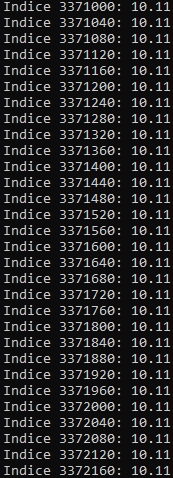 Indice 3371000: 10.11
Indice 3371040: 10.11
Indice 3371080: 10.11
Indice 3371120: 10.11
Indice 3371160: 10.11
Indice 3371200: 10.11
Indice 3371240: 10.11
Indice 3371280: 10.11
Indice 3371320: 10.11
Indice 3371360: 10.11
Indice 3371400: 10.11
Indice 3371440: 10.11
Indice 3371480: 10.11
Indice 3371520: 10.11
Indice 3371560: 10.11
Indice 3371600: 10.11
Indice 3371640: 10.11
Indice 3371680: 10.11
Indice 3371720: 10.11
Indice 3371760: 10.11
Indice 3371800: 10.11
Indice 3371840: 10.11
Indice 3371880: 10.11
Indice 3371920: 10.11
Indice 3371960: 10.11
Indice 3372000: 10.11
Indice 3372040: 10.11
Indice 3372080: 10.11
Indice 3372120: 10.11
Indice 3372160: 10.11